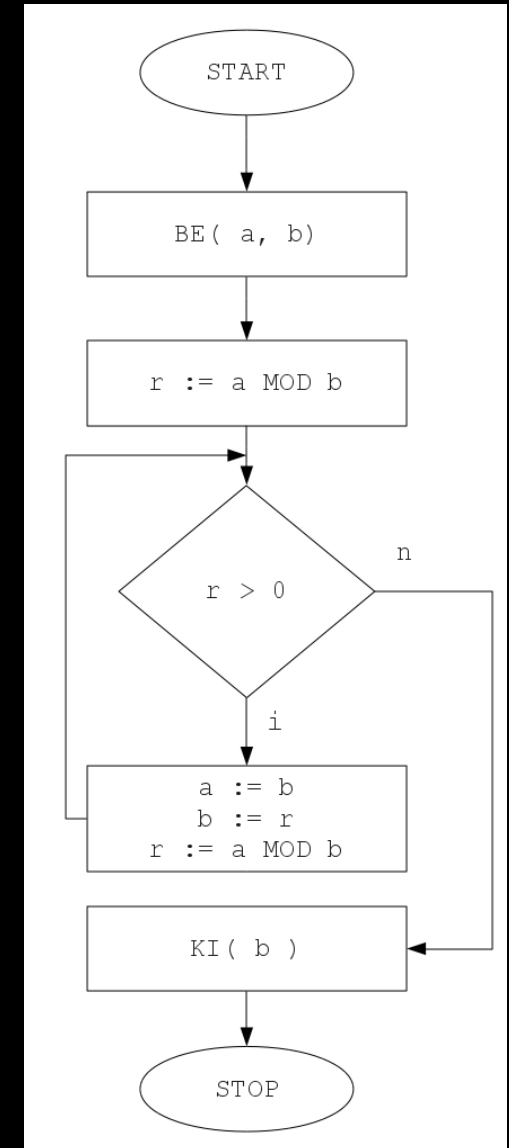 START
BE( a, b)
r := a MOD b
r > 0
n
i
a := b
b := r
r := a MOD b
KI( b )
STOP